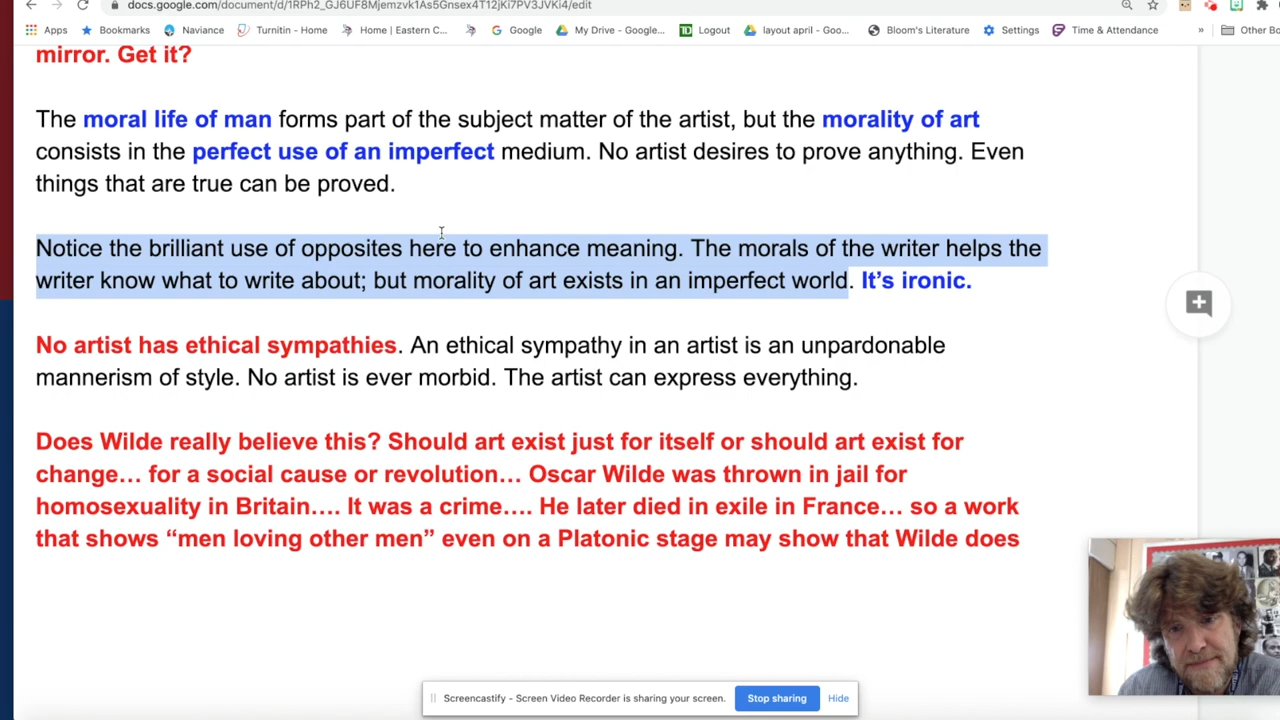 docs.google.com/document/d/1RPh2_GJ6UF8Mjemzvk1As5Gnsex4T12jKi7PV3JVKi4/edit
Apps Bookmarks Naviance Turnitin - Home Home | Eastern C... Google My Drive - Google... TD Logout layout april - Goo... Bloom's Literature Settings Time & Attendance » Other Bo
mirror. Get it?
The moral life of man forms part of the subject matter of the artist, but the morality of art
consists in the perfect use of an imperfect medium. No artist desires to prove anything. Even
things that are true can be proved.
Notice the brilliant use of opposites here to enhance meaning. The morals of the writer helps the
writer know what to write about; but morality of art exists in an imperfect world. It’s ironic.
No artist has ethical sympathies. An ethical sympathy in an artist is an unpardonable
mannerism of style. No artist is ever morbid. The artist can express everything.
Does Wilde really believe this? Should art exist just for itself or should art exist for
change… for a social cause or revolution… Oscar Wilde was thrown in jail for
homosexuality in Britain…. It was a crime…. He later died in exile in France… so a work
that shows “men loving other men” even on a Platonic stage may show that Wilde does
Screencastify - Screen Video Recorder is sharing your screen. Stop sharing Hide